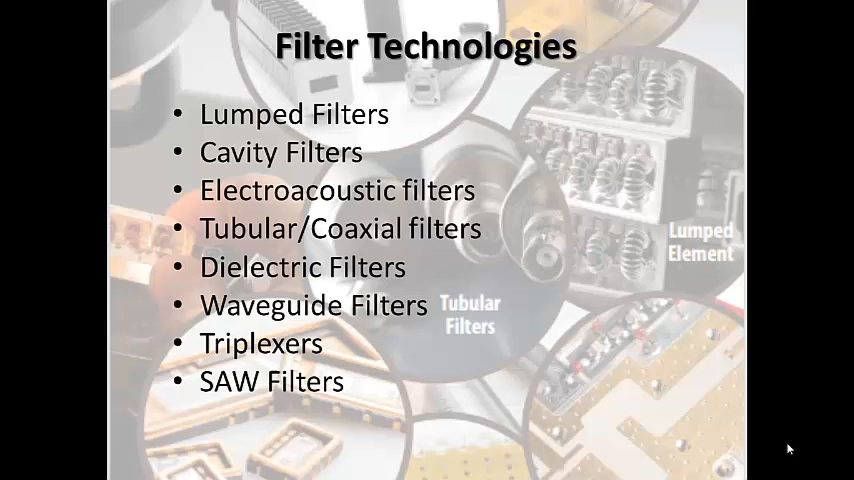 Filter Technologies
• Lumped Filters
• Cavity Filters
• Electroacoustic filters
• Tubular/Coaxial filters
• Dielectric Filters
• Waveguide Filters
• Triplexers
• SAW Filters
Lumped
Element
Tubular
Filters